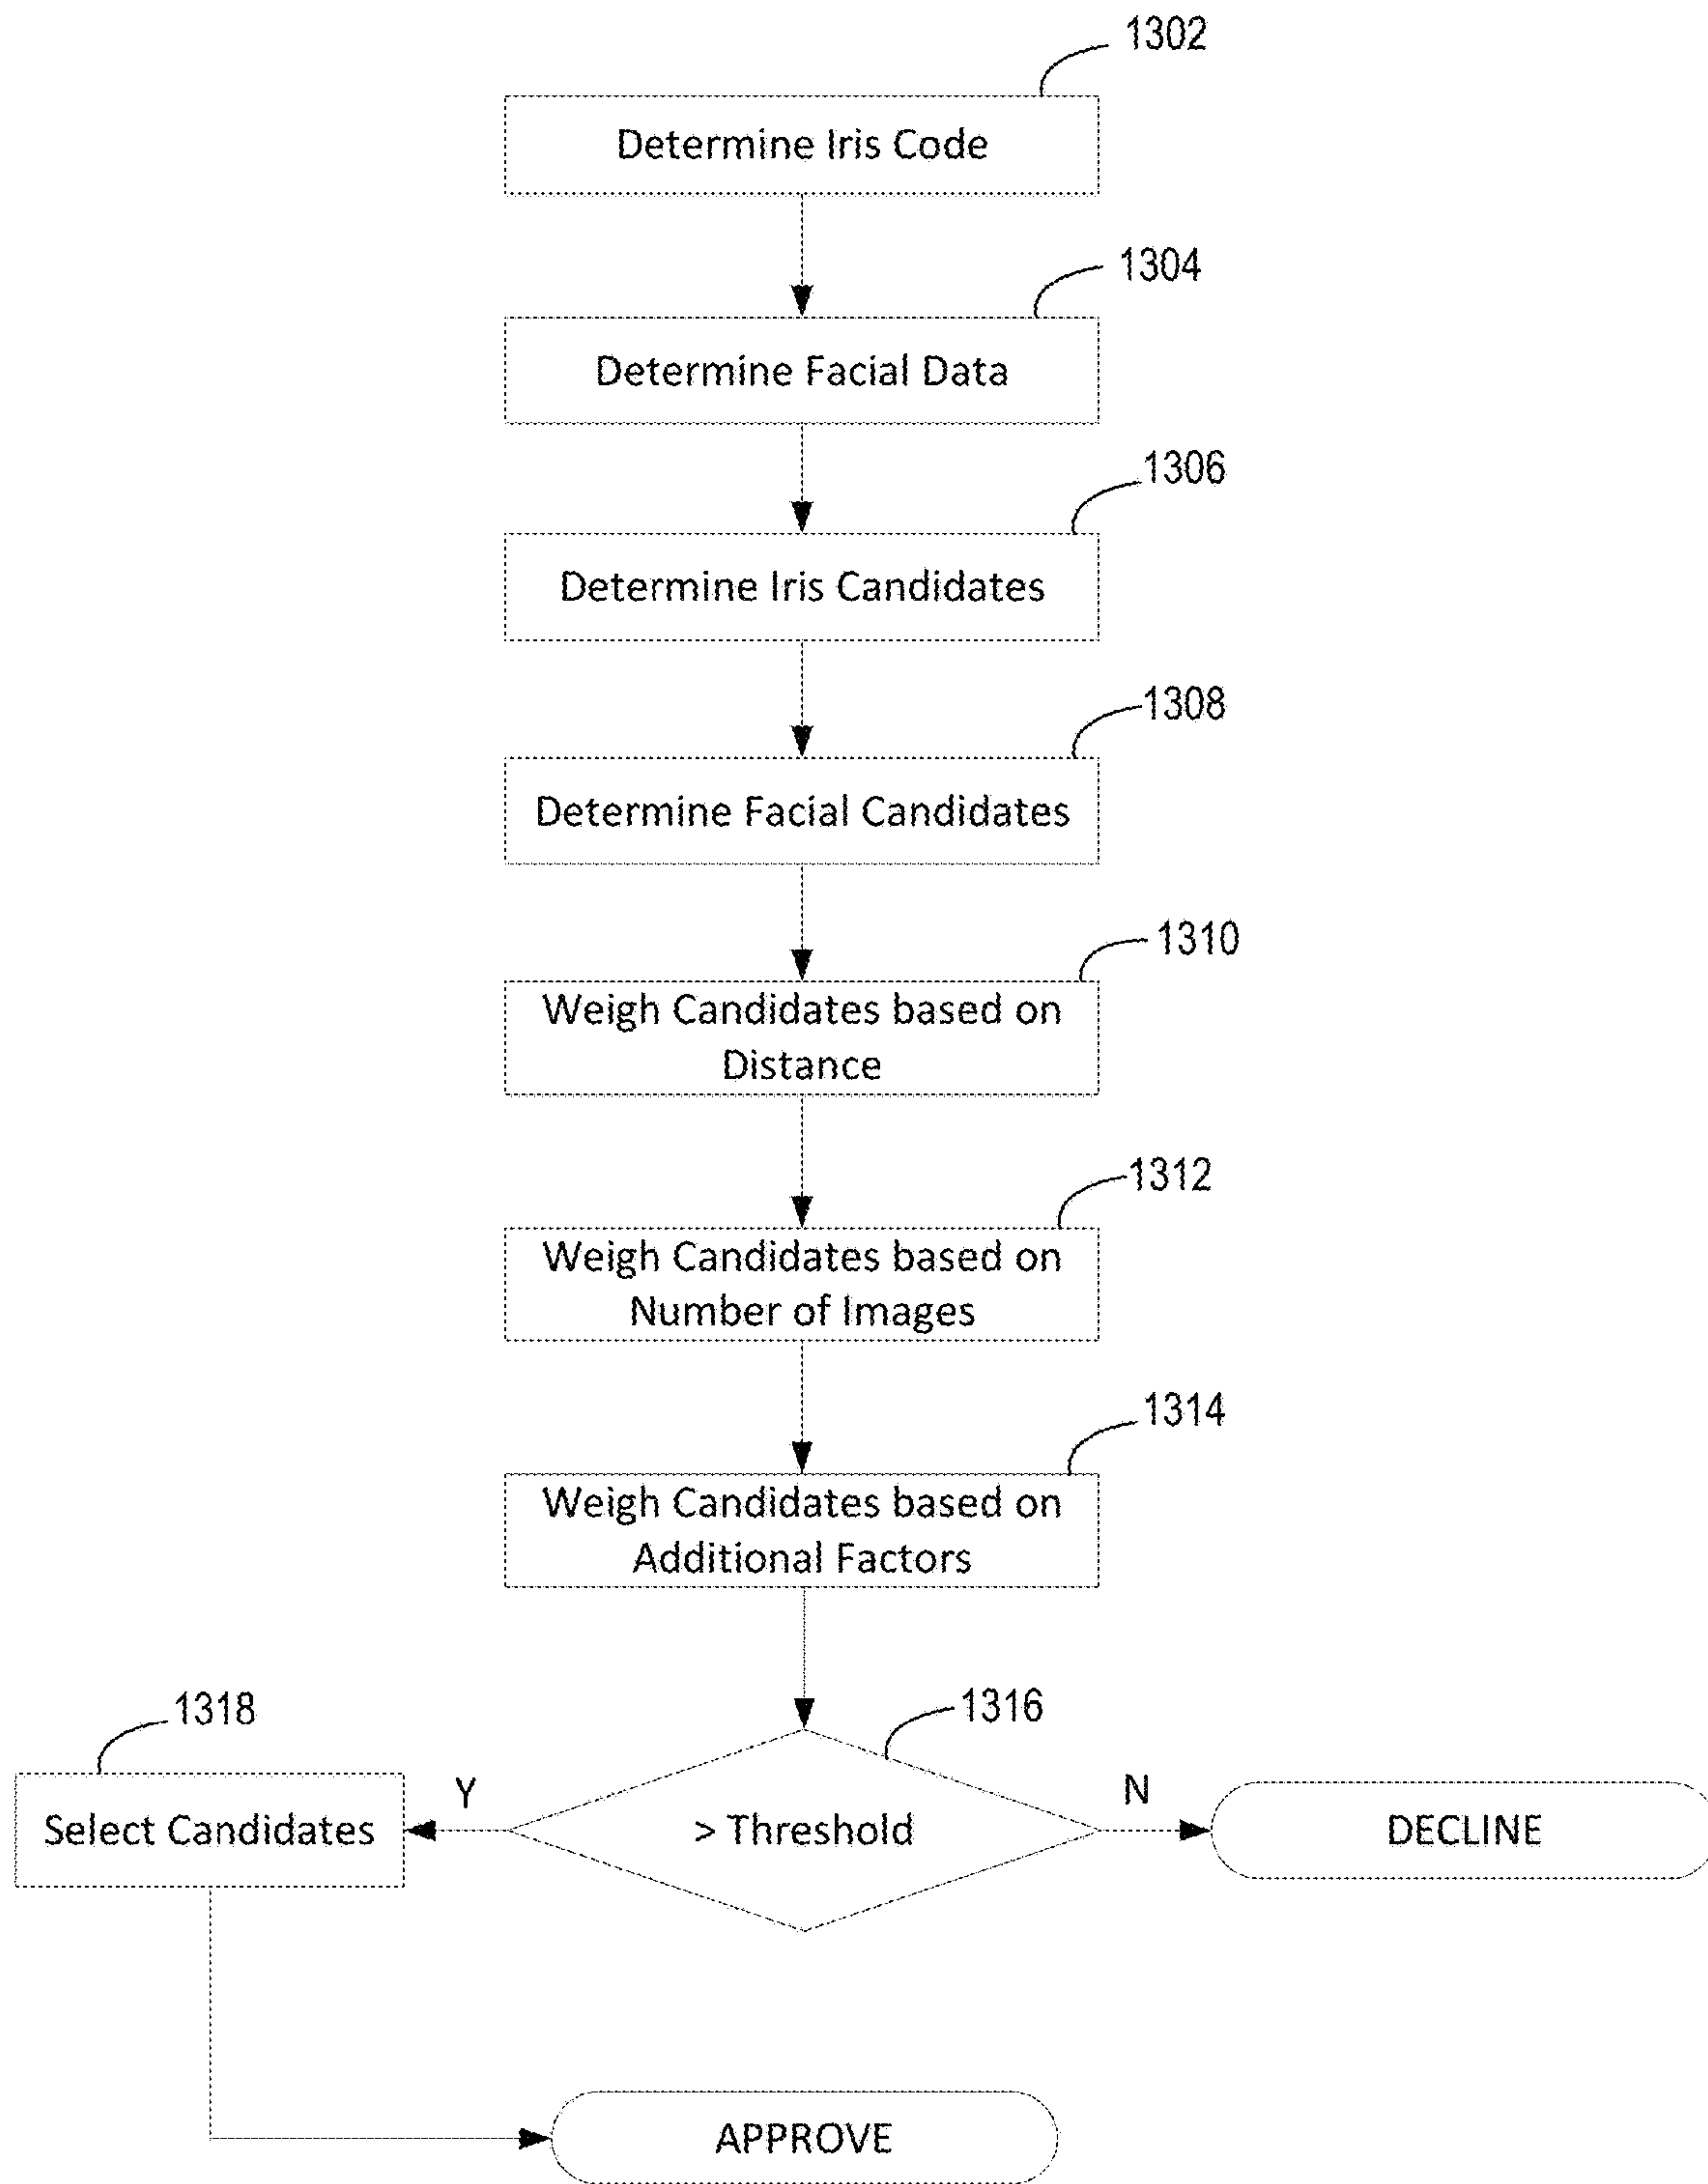 1302
Determine Iris Code
1304
Determine Facial Data
1306
Determine Iris Candidates
1308
Determine Facial Candidates
1310
Weigh Candidates based on
Distance
1312
Weigh Candidates based on
Number of Images
1314
Weigh Candidates based on
Additional Factors
1318
1316
Select Candidates
Y
> Threshold
N
DECLINE
APPROVE